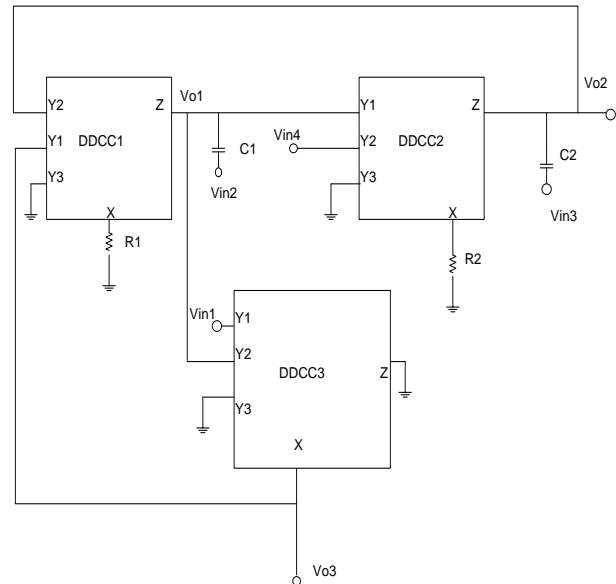 Vo2
Y2
Z
Vo1
Y1
Z
Y1
DDCC1
Vin4
Y2
DDCC2
C1
C2
Y3
Y3
Vin2
Vin3
X
X
R1
R2
Vin1
Y1
Y2
DDCC3
Z
Y3
X
Vo3